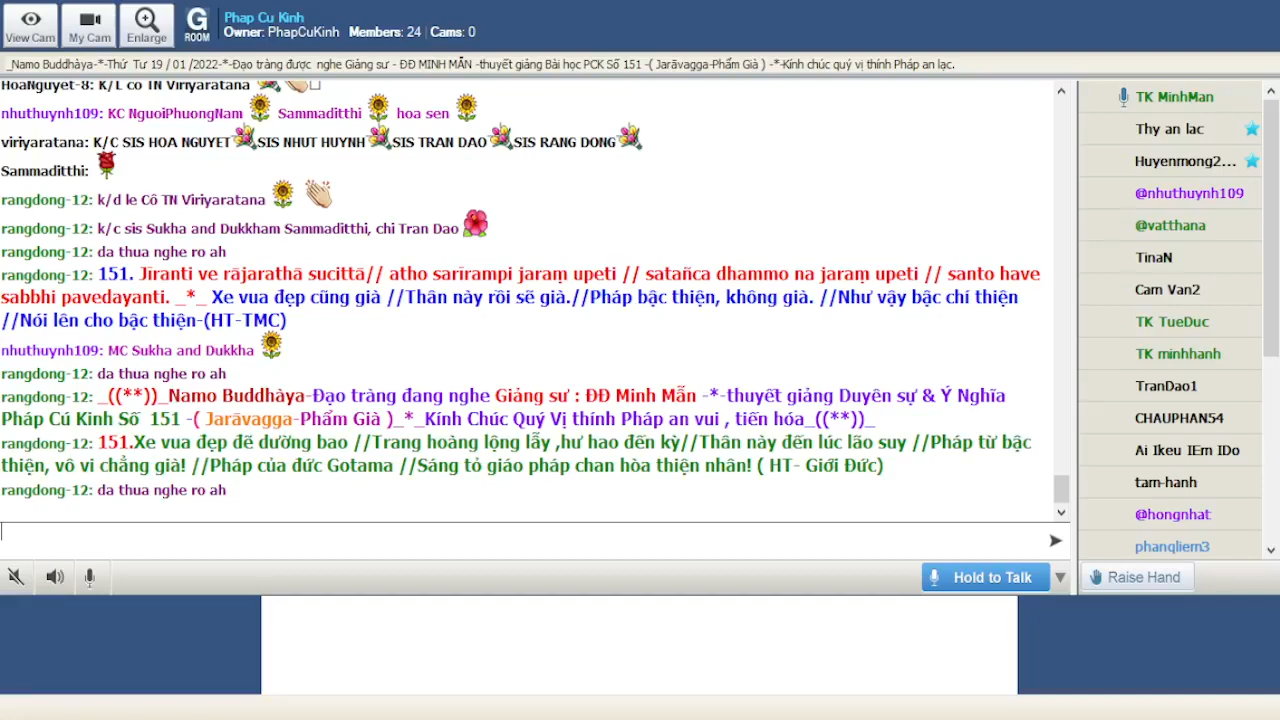 View Cam
My Cam
Enlarge
G
ROOM
Phap Cu Kinh
Owner: PhapCuKinh Members: 24 Cams: 0
_Namo Buddhàya-*-Thứ Tư 19 / 01 /2022-*-Đạo tràng được nghe Giảng sư - ĐĐ MINH MẪN -thuyết giảng Bài học PCK Số 151 -( Jarāvagga-Phẩm Già ) -*-Kính chúc quý vị thính Pháp an lạc.
HoaNguyet-8: K/L co TN Viriyaratana
nhuthuynh109: KC NguoiPhuongNam Sammaditthi hoa sen
viriyaratana: K/C SIS HOA NGUYET SIS NHUT HUYNH SIS TRAN DAO SIS RANG DONG
Sammaditthi:
rangdong-12: k/d le Cô TN Viriyaratana
rangdong-12: k/c sis Sukha and Dukkham Sammaditthi, chi Tran Dao
rangdong-12: da thua nghe ro ah
rangdong-12: 151. Jīranti ve rājarathā sucittā// atho sarīrampi jaraṃ upeti // satañca dhammo na jaraṃ upeti // santo have
sabbhi pavedayanti. _*_ Xe vua đẹp cũng già //Thân này rồi sẽ già.//Pháp bậc thiện, không già. //Như vậy bậc chí thiện
//Nói lên cho bậc thiện-(HT-TMC)
nhuthuynh109: MC Sukha and Dukkha
rangdong-12: da thua nghe ro ah
rangdong-12: _((**))_Namo Buddhàya-Đạo tràng đang nghe Giảng sư : ĐĐ Minh Mẫn -*-thuyết giảng Duyên sự & Ý Nghĩa
Pháp Cú Kinh Số 151 -( Jarāvagga-Phẩm Già )_*_Kính Chúc Quý Vị thính Pháp an vui , tiến hóa_((**))_
rangdong-12: 151.Xe vua đẹp đẽ dường bao //Trang hoàng lộng lẫy ,hư hao đến kỳ//Thân này đến lúc lão suy //Pháp từ bậc
thiện, vô vi chẳng già! //Pháp của đức Gotama //Sáng tỏ giáo pháp chan hòa thiện nhân! ( HT- Giới Đức)
rangdong-12: da thua nghe ro ah
Hold to Talk
TK MinhMan
Thy an lac
Huyenmong2...
@nhuthuynh109
@vatthana
TinaN
Cam Van2
TK TueDuc
TK minhhanh
TranDao1
CHAUPHAN54
Ai Ikeu IEm IDo
tam-hanh
@hongnhat
phanqliem3
Raise Hand